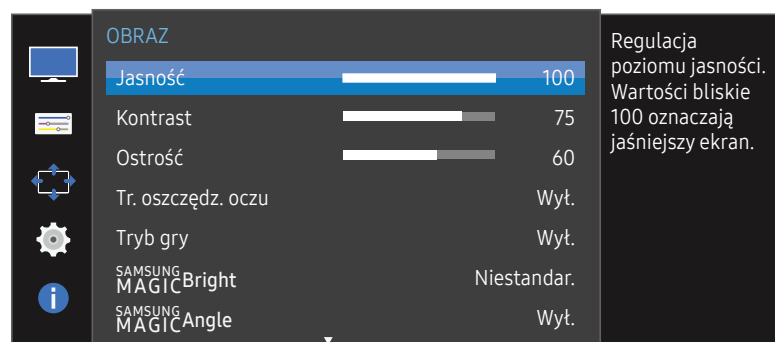 OBRAZ
Jasność 100
Kontrast 75
Ostrość 60
Tr. oszczędz. oczu Wył.
Tryb gry Wył.
SAMSUNG MAGIC Bright Niestandar.
SAMSUNG MAGIC Angle Wył.
Regulacja
poziomu jasności.
Wartości bliskie
100 oznaczają
jaśniejszy ekran.